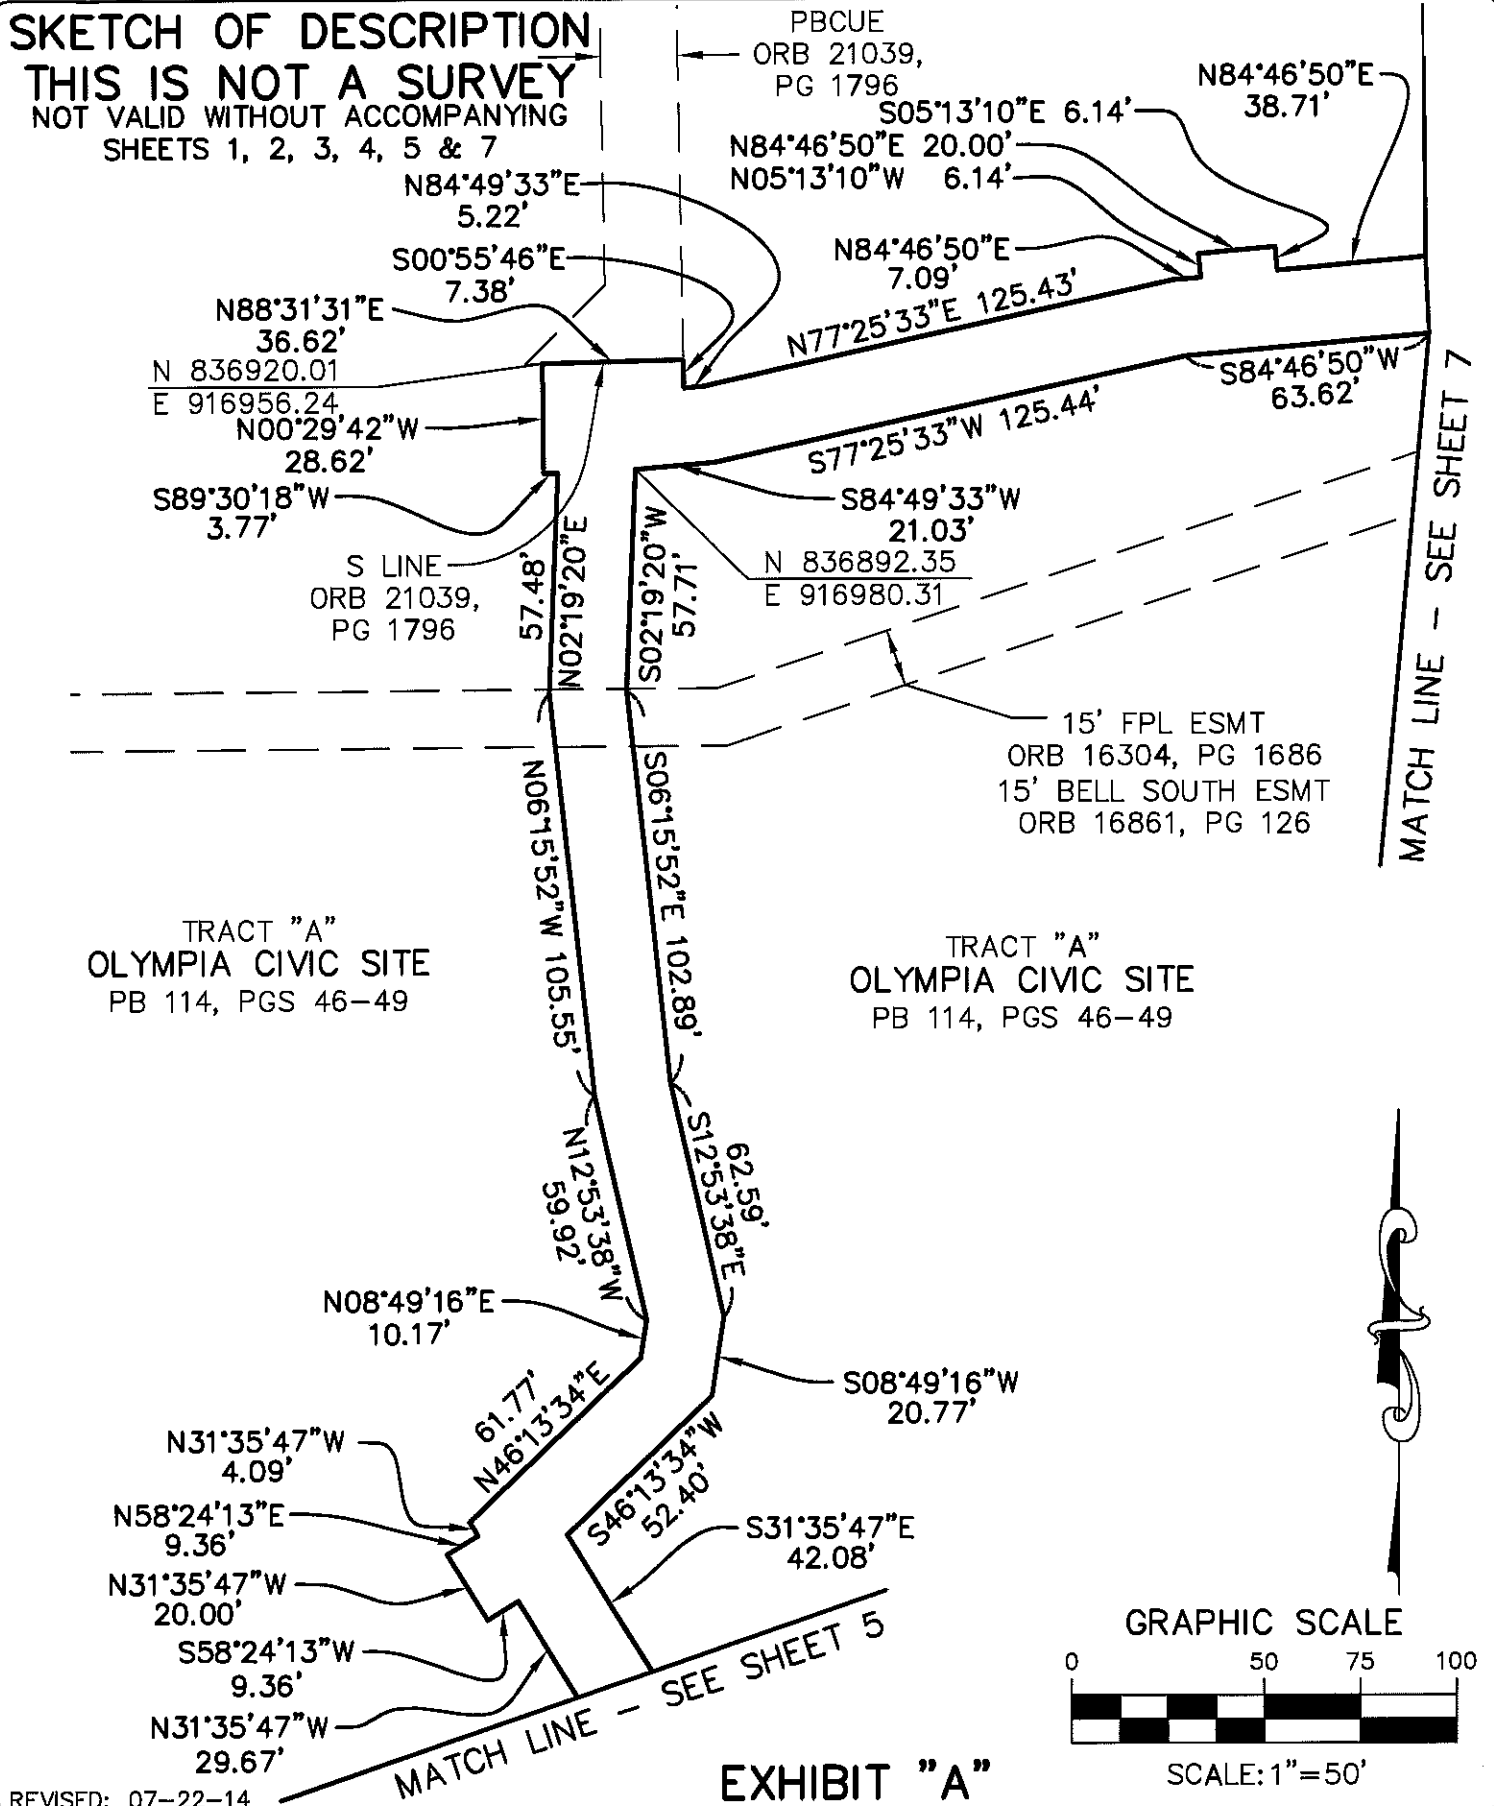 SKETCH OF DESCRIPTION
THIS IS NOT A SURVEY
NOT VALID WITHOUT ACCOMPANYING
SHEETS 1, 2, 3, 4, 5 & 7
PBCUE
ORB 21039,
PG 1796
N84°46'50"E
38.71'
S05°13'10"E 6.14'
N84°46'50"E 20.00'
N05°13'10"W 6.14'
N84°49'33"E
5.22'
N84°46'50"E
7.09'
S00°55'46"E
7.38'
N88°31'31"E
36.62'
N77°25'33"E 125.43'
N 836920.01
E 916956.24
S84°46'50"W
63.62'
N00°29'42"W
28.62'
S77°25'33"W 125.44'
S89°30'18"W
3.77'
S84°49'33"W
21.03'
MATCH LINE - SEE SHEET 7
S LINE
ORB 21039,
PG 1796
57.48'
N02°19'20"E
S02°19'20"W
57.71'
N 836892.35
E 916980.31
15' FPL ESMT
ORB 16304, PG 1686
15' BELL SOUTH ESMT
ORB 16861, PG 126
N06°15'52"W 105.55'
S06°15'52"E 102.89'
TRACT "A"
OLYMPIA CIVIC SITE
PB 114, PGS 46-49
TRACT "A"
OLYMPIA CIVIC SITE
PB 114, PGS 46-49
N12°53'38"W
59.92'
62.59'
S12°53'38"E
N08°49'16"E
10.17'
S08°49'16"W
20.77'
61.77'
N46°13'34"E
S46°13'34"W
52.40'
N31°35'47"W
4.09'
N58°24'13"E
9.36'
S31°35'47"E
42.08'
N31°35'47"W
20.00'
S58°24'13"W
9.36'
N31°35'47"W
29.67'
MATCH LINE - SEE SHEET 5
GRAPHIC SCALE
0 50 75 100
SCALE: 1"=50'
EXHIBIT "A"
REVISED: 07-22-14